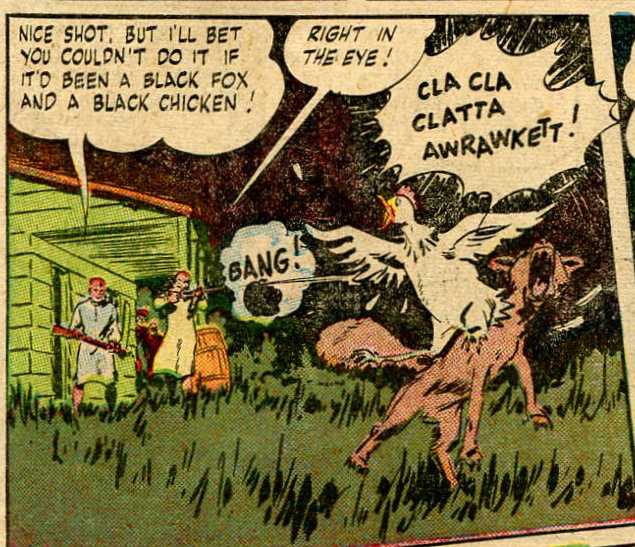 NICE SHOT, BUT I'LL BET
YOU COULDN'T DO IT IF
IT'D BEEN A BLACK FOX
AND A BLACK CHICKEN!
RIGHT IN
THE EYE!
CLA CLA
CLATTA
AWRAWKETT!
BANG!